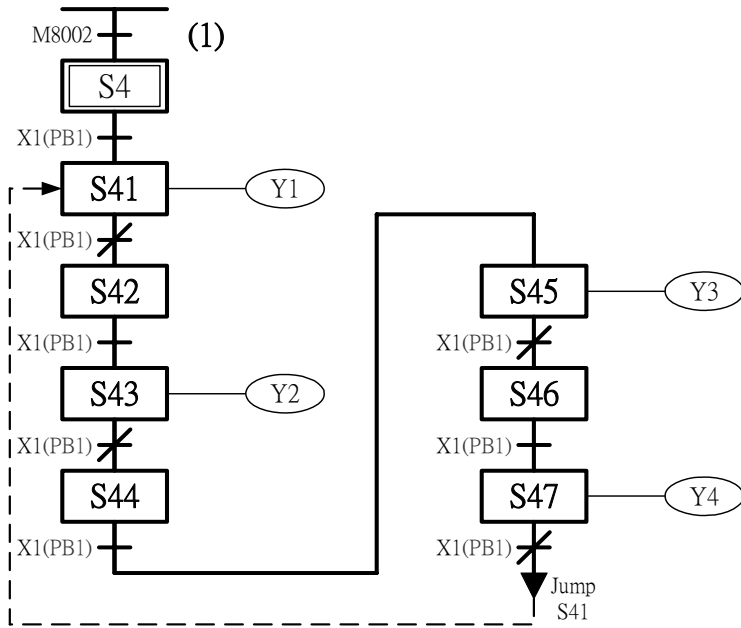 M8002
(1)
S4
X1(PB1)
S41
Y1
X1(PB1)
S42
X1(PB1)
S43
Y2
X1(PB1)
S44
X1(PB1)
S45
Y3
X1(PB1)
S46
X1(PB1)
S47
Y4
X1(PB1)
Jump
S41